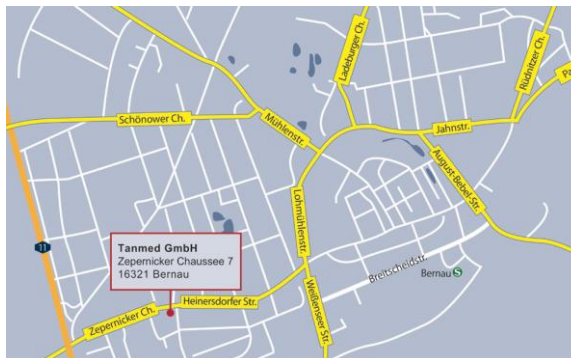 Ladeburger Ch.
Rüdnitzer Ch.
Schönower Ch.
Mühlenstr.
Jahnstr.
August-Bebel-Str.
Lohmühlenstr.
11
Tanmed GmbH
Zepernicker Chaussee 7
16321 Bernau
Breitscheidstr.
Bernau S
Weißenseer Str.
Heinersdorfer Str.
Zepernicker Ch.